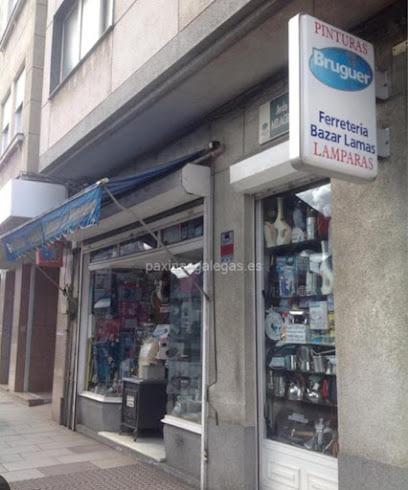 PINTURAS
Bruguer
Ferreteria
Bazar Lamas
LAMPARAS
paxinasgalegas.es